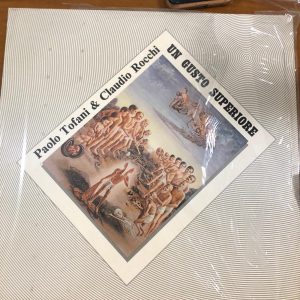 Paolo Tofani & Claudio Rocchi
UN GUSTO SUPERIORE